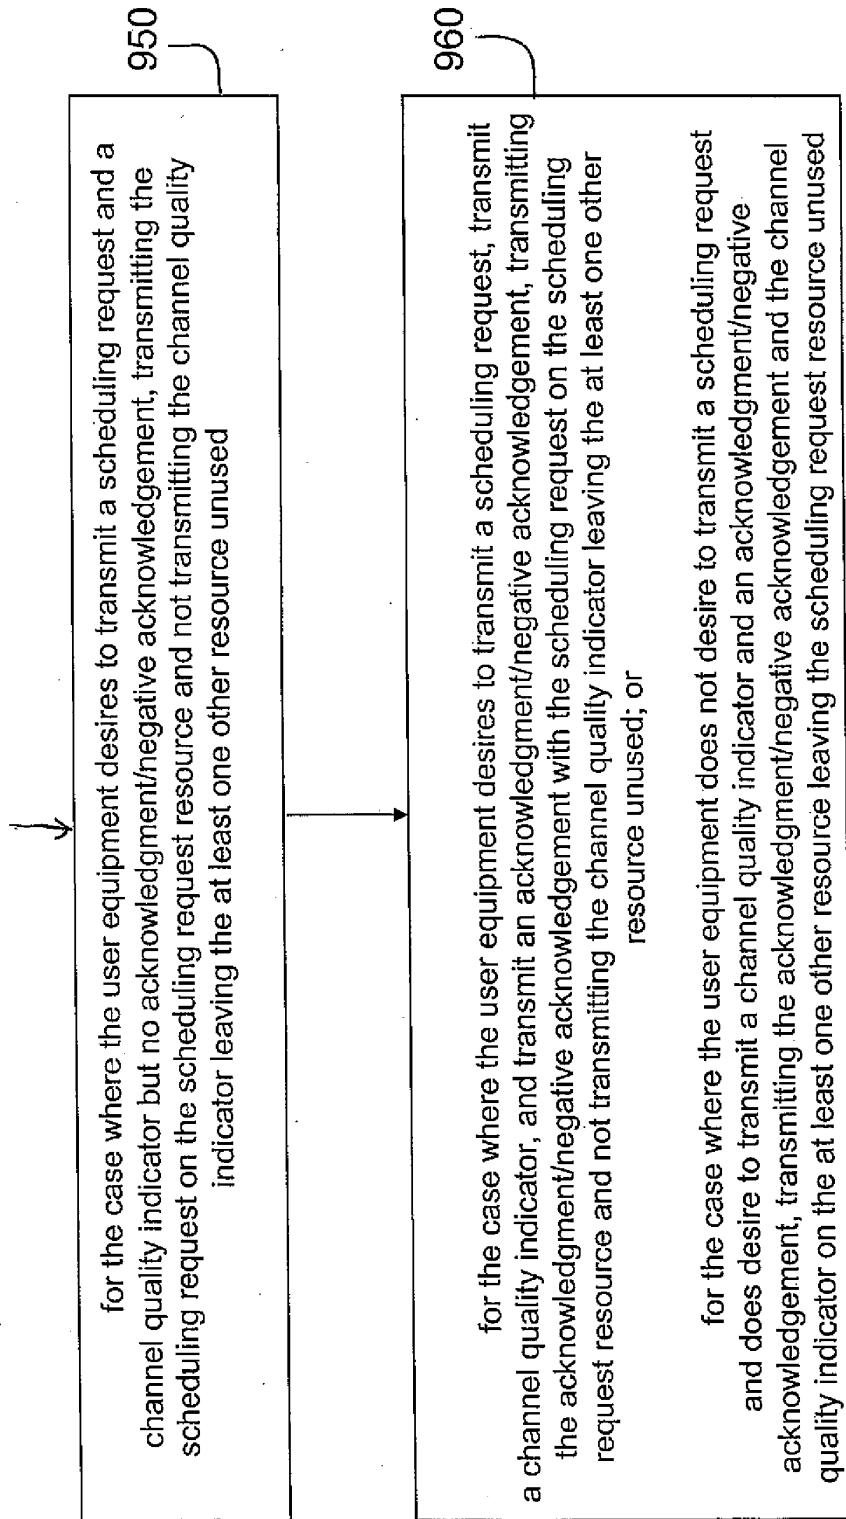 950
for the case where the user equipment desires to transmit a scheduling request and a
channel quality indicator but no acknowledgment/negative acknowledgement, transmitting the
scheduling request on the scheduling request resource and not transmitting the channel quality
indicator leaving the at least one other resource unused
960
for the case where the user equipment desires to transmit a scheduling request, transmit
a channel quality indicator, and transmit an acknowledgment/negative acknowledgement, transmitting
the acknowledgment/negative acknowledgement with the scheduling request on the scheduling
request resource and not transmitting the channel quality indicator leaving the at least one other
resource unused; or
for the case where the user equipment does not desire to transmit a scheduling request
and does desire to transmit a channel quality indicator and an acknowledgment/negative
acknowledgement, transmitting the acknowledgment/negative acknowledgement and the channel
quality indicator on the at least one other resource leaving the scheduling request resource unused